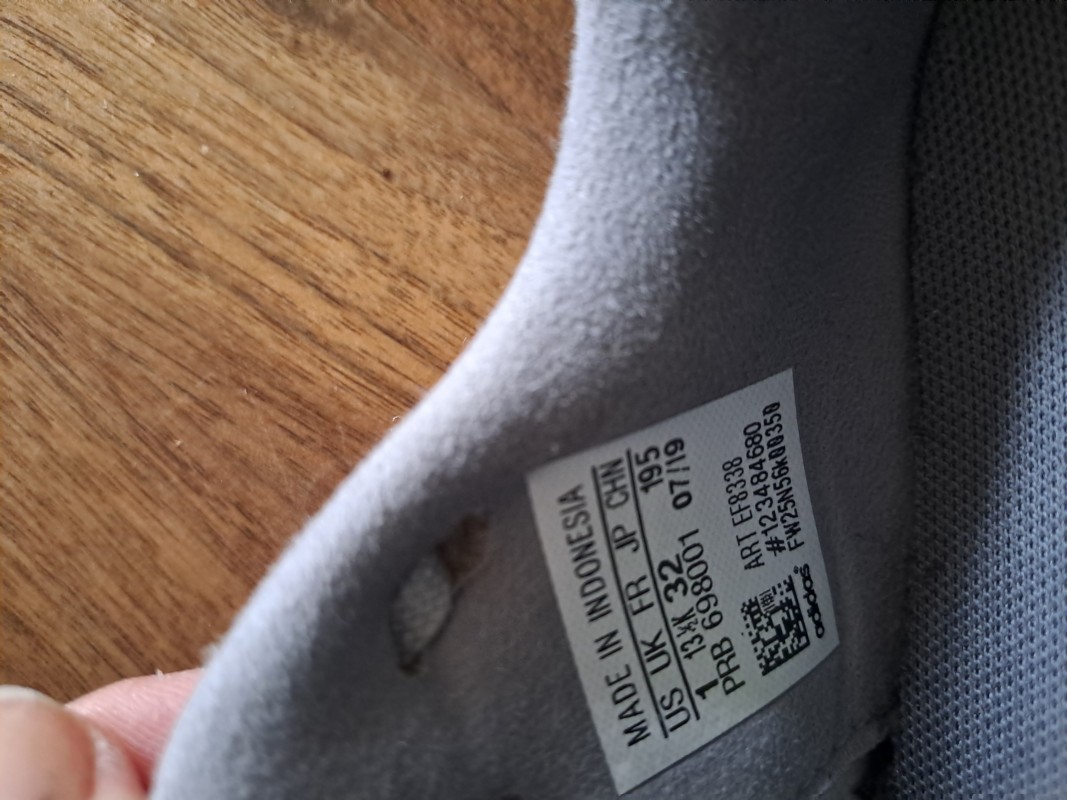 MADE IN INDONESIA
US UK FR JP CHN
1 13½K 32 195
PRB 698001 07/19
ART EF8338
#123484680
FW25N56k00350
adidas